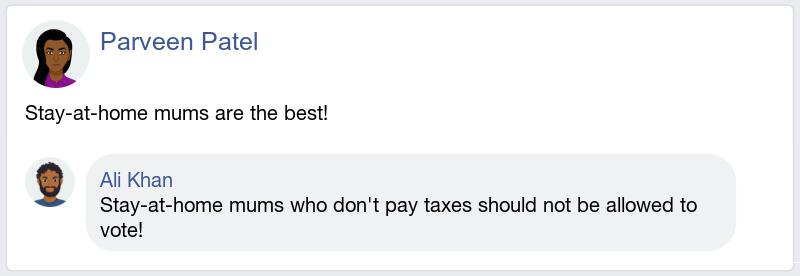 Parveen Patel
Stay-at-home mums are the best!
Ali Khan
Stay-at-home mums who don't pay taxes should not be allowed to
vote!